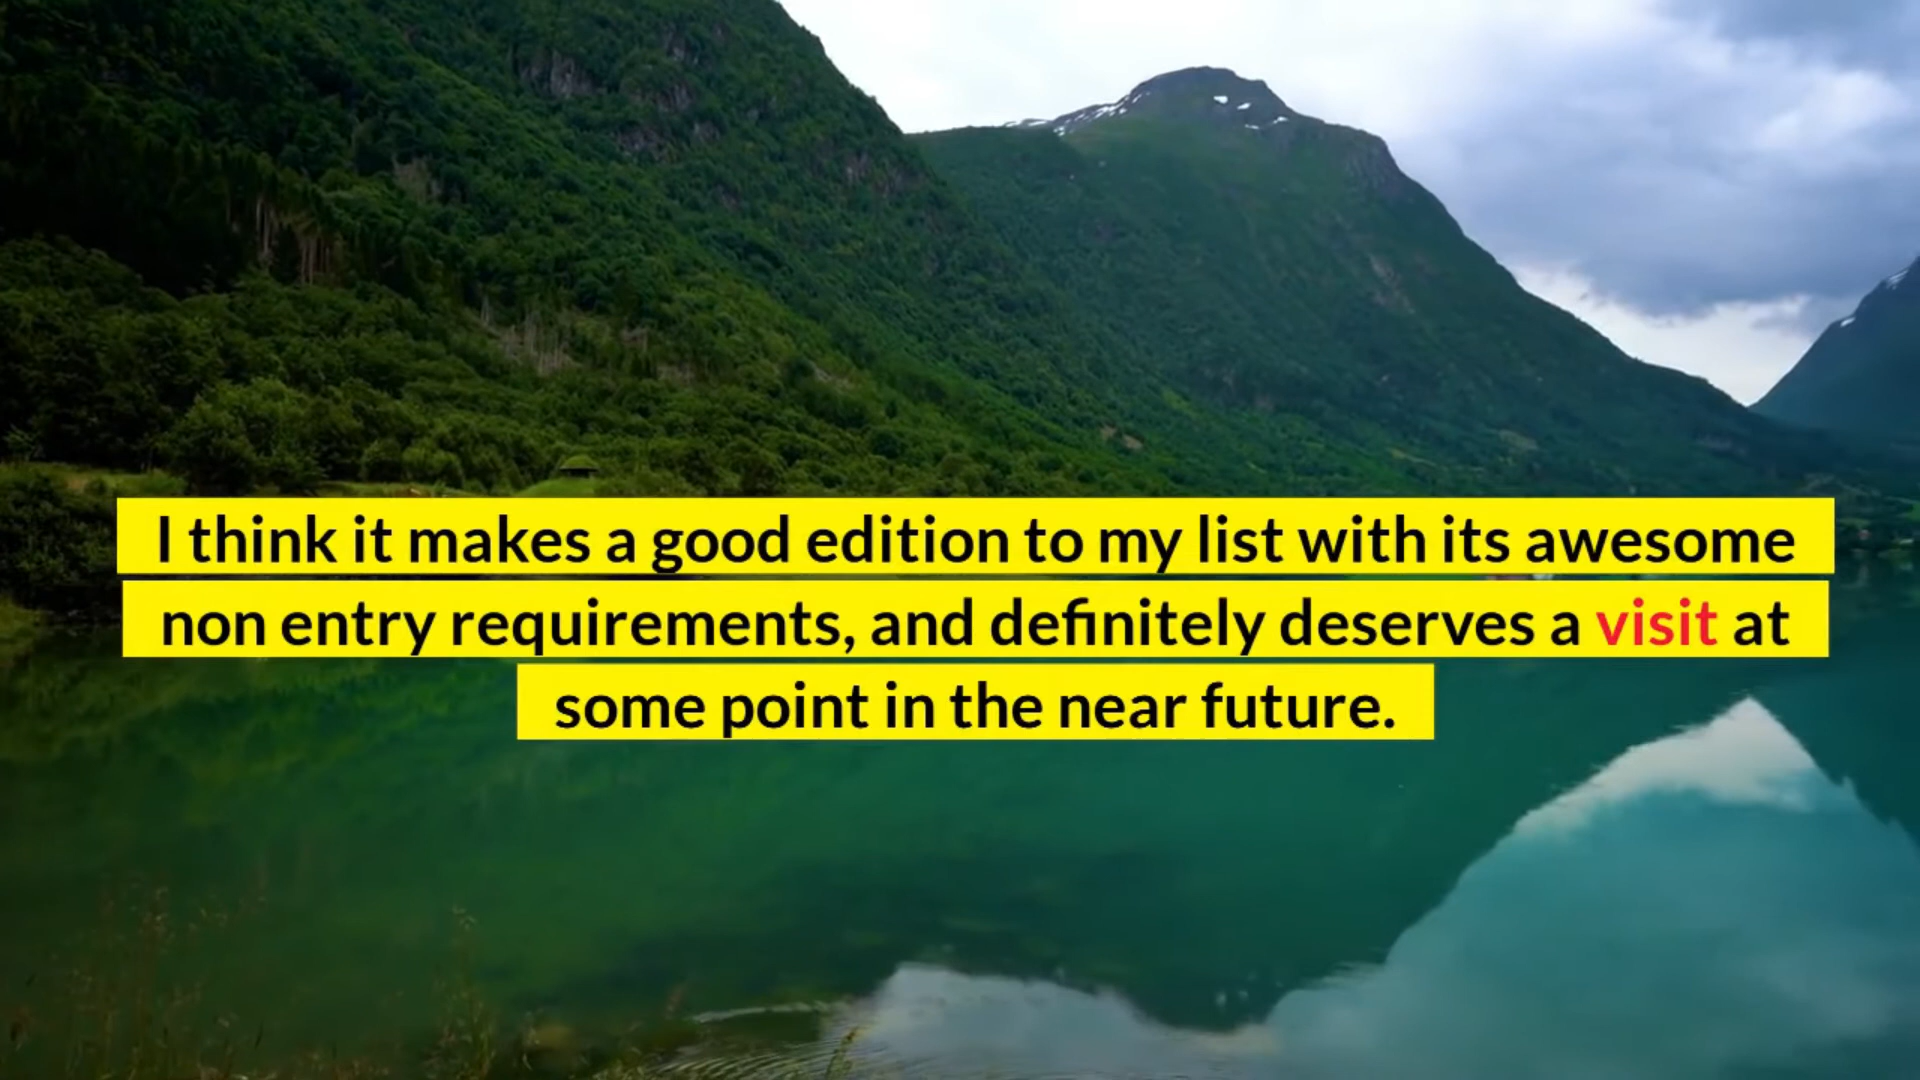 I think it makes a good edition to my list with its awesome
non entry requirements, and definitely deserves a visit at
some point in the near future.